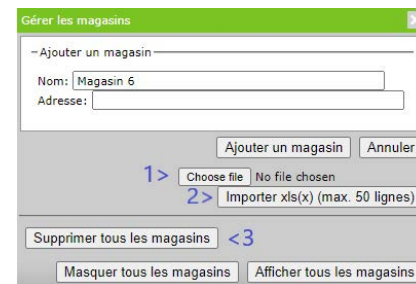 Gérer les magasins
Ajouter un magasin
Nom: Magasin 6
Adresse:
Ajouter un magasin Annuler
1> Choose file No file chosen
2> Importer xls(x) (max. 50 lignes)
Supprimer tous les magasins <3
Masquer tous les magasins Afficher tous les magasins